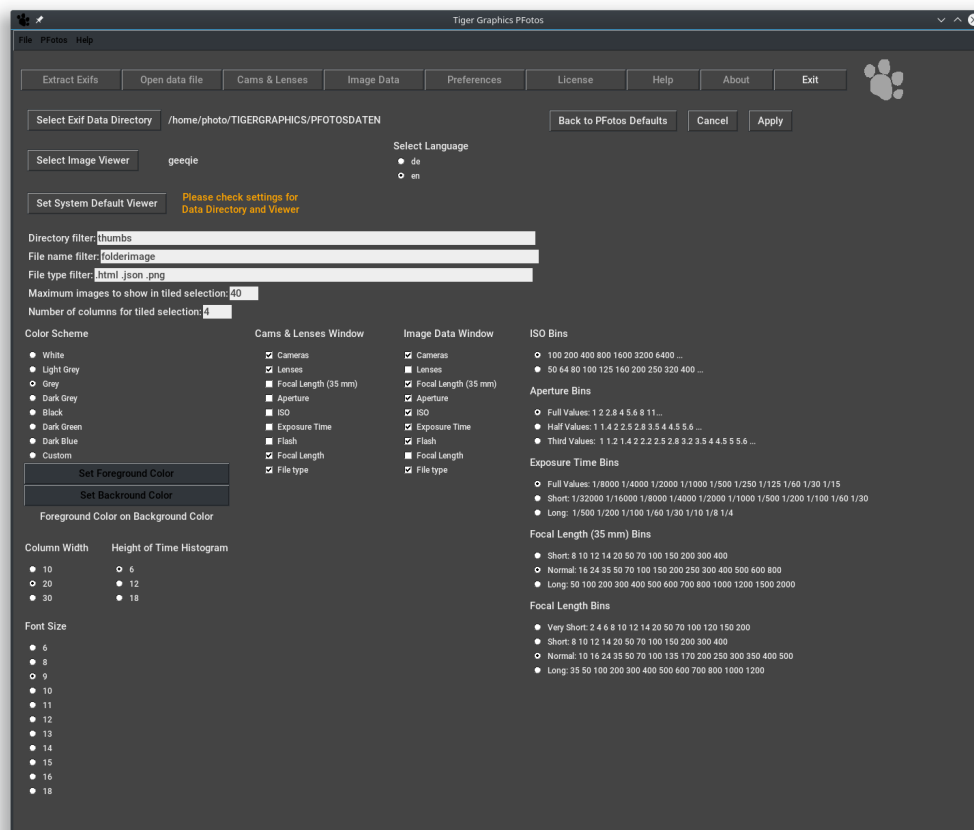 Tiger Graphics PFotos
File PFotos Help
Extract Exifs Open data file Cams & Lenses Image Data Preferences License Help About Exit
Select Exif Data Directory /home/photo/TIGERGRAPHICS/PFOTOSDATEN Back to PFotos Defaults Cancel Apply
Select Language
Select Image Viewer geeqie de
en
Set System Default Viewer Please check settings for
Data Directory and Viewer
Directory filter: thumbs
File name filter: folderimage
File type filter: .html .json .png
Maximum images to show in tiled selection: 40
Number of columns for tiled selection: 4
Color Scheme
White
Light Grey
Grey
Dark Grey
Black
Dark Green
Dark Blue
Custom
Set Foreground Color
Set Backround Color
Foreground Color on Background Color
Column Width
10
20
30
Height of Time Histogram
6
12
18
Font Size
6
8
9
10
11
12
13
14
15
16
18
Cams & Lenses Window
Cameras
Lenses
Focal Length (35 mm)
Aperture
ISO
Exposure Time
Flash
Focal Length
File type
Image Data Window
Cameras
Lenses
Focal Length (35 mm)
Aperture
ISO
Exposure Time
Flash
Focal Length
File type
ISO Bins
100 200 400 800 1600 3200 6400 ...
50 64 80 100 125 160 200 250 320 400 ...
Aperture Bins
Full Values: 1 2 2.8 4 5.6 8 11...
Half Values: 1 1.4 2 2.5 2.8 3.5 4 4.5 5.6 ...
Third Values: 1 1.2 1.4 2 2.2 2.5 2.8 3.2 3.5 4 4.5 5 5.6 ...
Exposure Time Bins
Full Values: 1/8000 1/4000 1/2000 1/1000 1/500 1/250 1/125 1/60 1/30 1/15
Short: 1/32000 1/16000 1/8000 1/4000 1/2000 1/1000 1/500 1/200 1/100 1/60 1/30
Long: 1/500 1/200 1/100 1/60 1/30 1/10 1/8 1/4
Focal Length (35 mm) Bins
Short: 8 10 12 14 20 50 70 100 150 200 300 400
Normal: 16 24 35 50 70 100 150 200 250 300 400 500 600 800
Long: 50 100 200 300 400 500 600 700 800 1000 1200 1500 2000
Focal Length Bins
Very Short: 2 4 6 8 10 12 14 20 50 70 100 120 150 200
Short: 8 10 12 14 20 50 70 100 150 200 300 400
Normal: 10 16 24 35 50 70 100 135 170 200 250 300 350 400 500
Long: 35 50 100 200 300 400 500 600 700 800 1000 1200